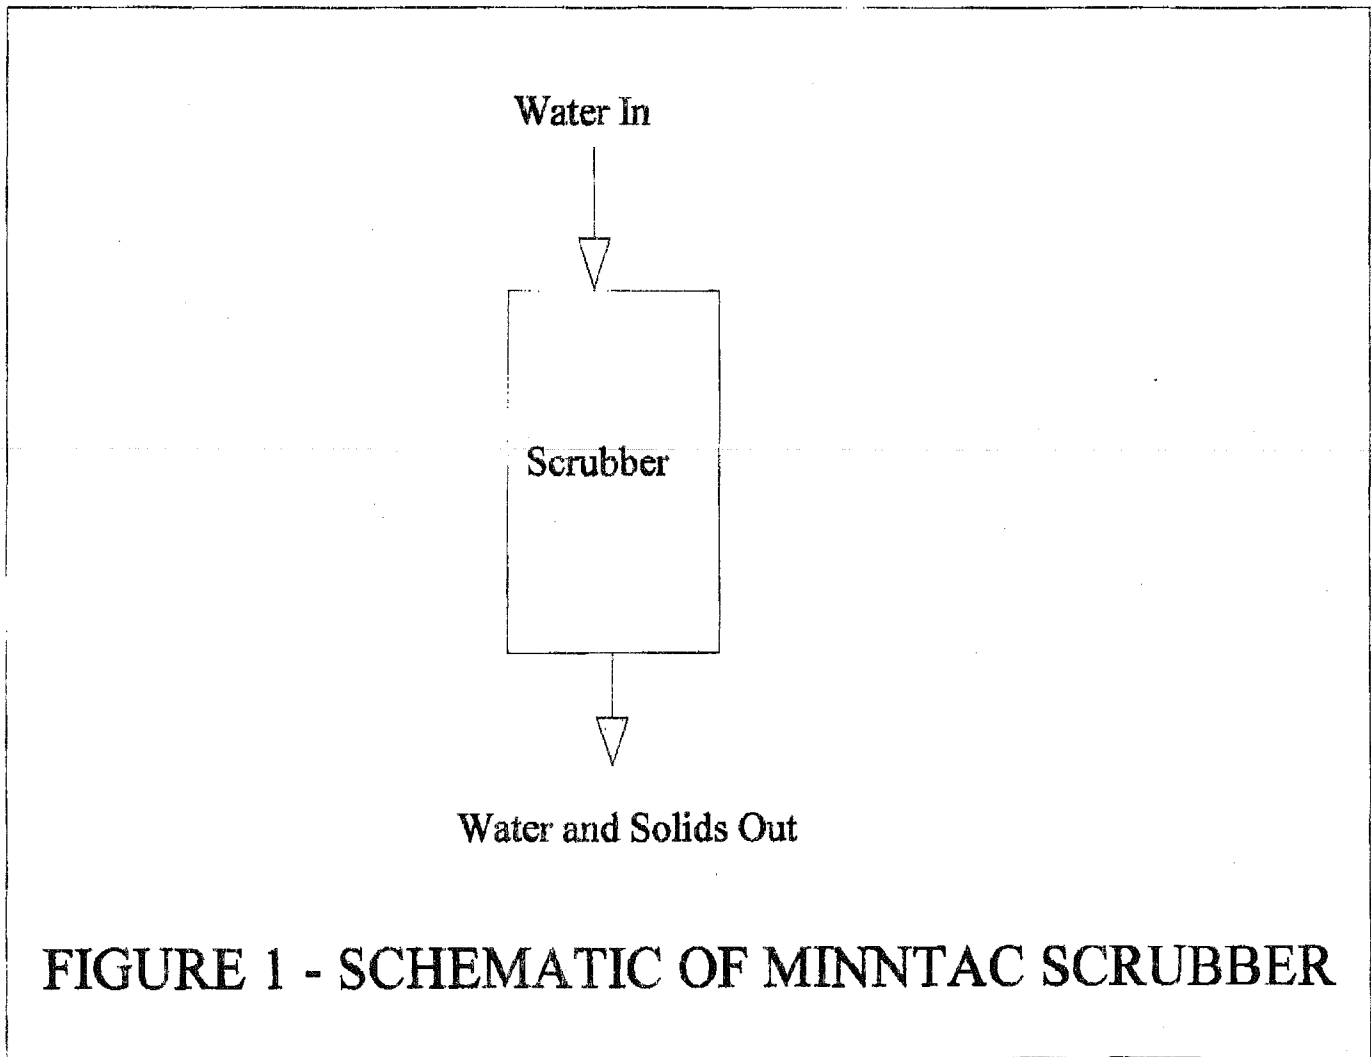 Water In
Scrubber
Water and Solids Out
FIGURE 1 - SCHEMATIC OF MINNTAC SCRUBBER